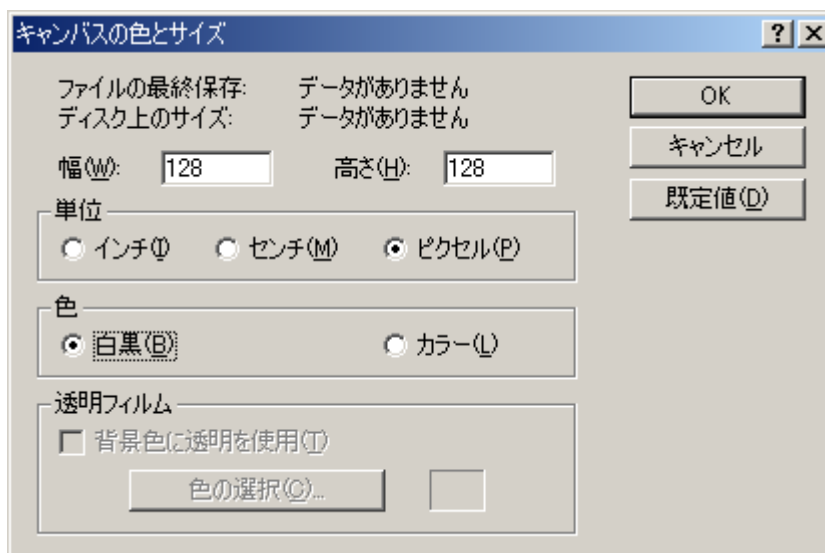 キャンバスの色とサイズ
ファイルの最終保存: データがありません
ディスク上のサイズ: データがありません
幅(W): 128 高さ(H): 128
単位
インチ(I) センチ(M) ピクセル(P)
色
白黒(B) カラー(L)
透明フィルム
背景色に透明を使用(T)
色の選択(C)...
OK
キャンセル
既定値(D)